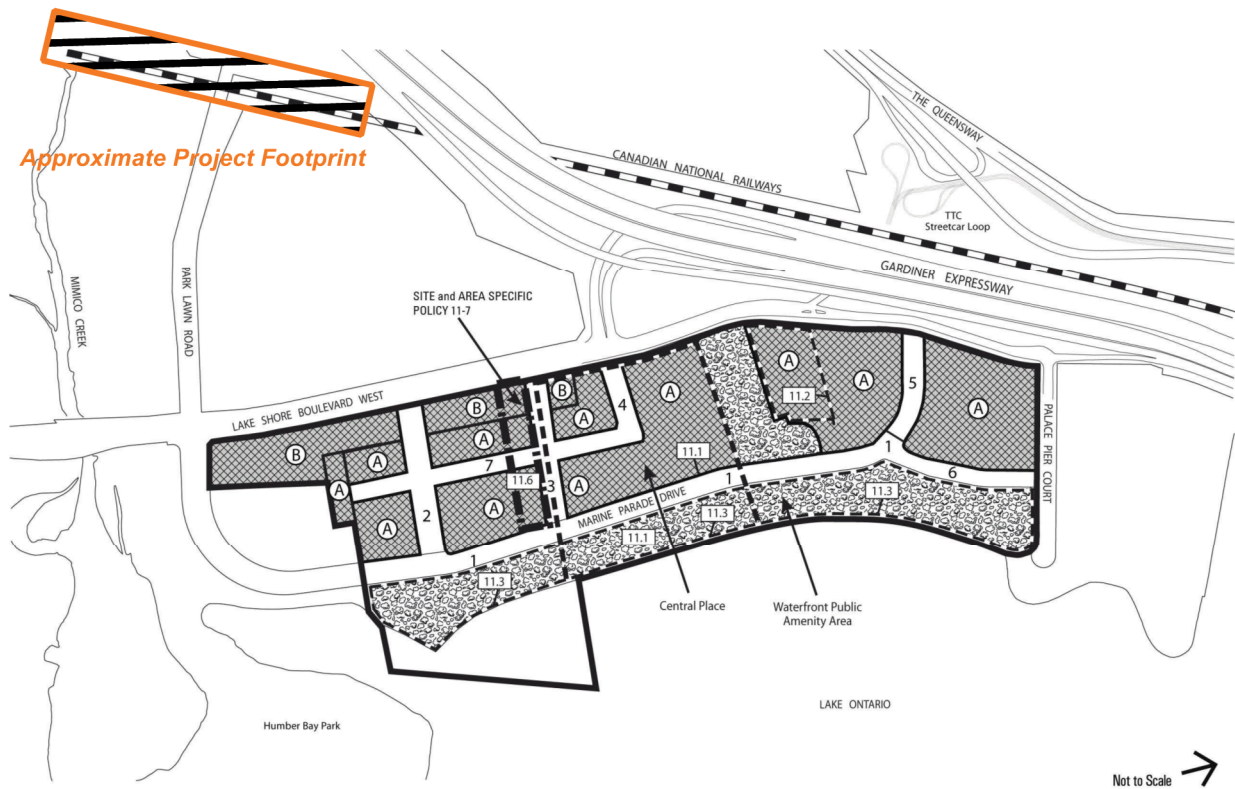 Approximate Project Footprint
THE QUEENSWAY
CANADIAN NATIONAL RAILWAYS
TTC
Streetcar Loop
GARDINER EXPRESSWAY
MIMICO CREEK
PARK LAWN ROAD
SITE and AREA SPECIFIC
POLICY 11-7
LAKE SHORE BOULEVARD WEST
B
A
A
B
A
A
7
2
A
11.6
3
B
A
4
A
A
11.1
A
11.2
A
5
A
PALACE PIER COURT
1
6
1
MARINE PARADE DRIVE
1
11.3
11.1
11.3
11.3
Central Place
Waterfront Public
Amenity Area
Humber Bay Park
LAKE ONTARIO
Not to Scale